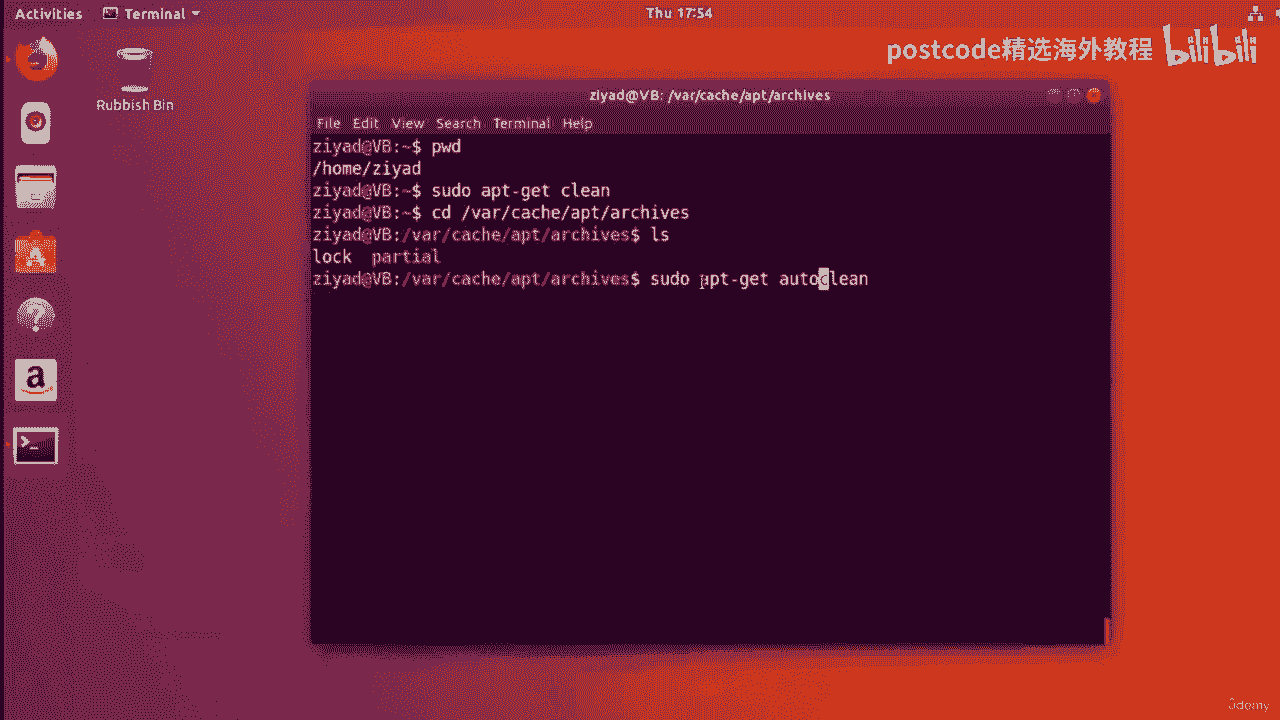 Activities
Terminal
Thu 17:54
postcode精选海外教程 bilibili
Rubbish Bin
ziyad@VB: /var/cache/apt/archives
File Edit View Search Terminal Help
ziyad@VB:~$ pwd
/home/ziyad
ziyad@VB:~$ sudo apt-get clean
ziyad@VB:~$ cd /var/cache/apt/archives
ziyad@VB:/var/cache/apt/archives$ ls
lock partial
ziyad@VB:/var/cache/apt/archives$ sudo apt-get autoclean
ûdemy